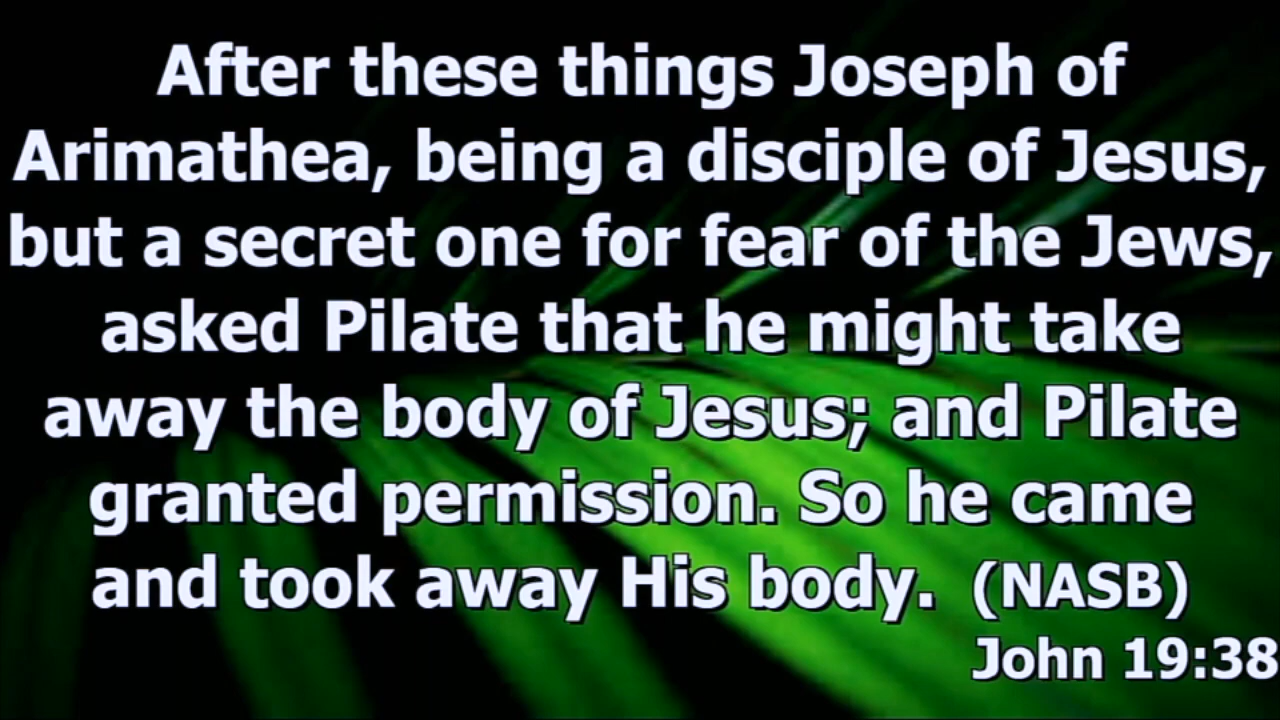 After these things Joseph of
Arimathea, being a disciple of Jesus,
but a secret one for fear of the Jews,
asked Pilate that he might take
away the body of Jesus; and Pilate
granted permission. So he came
and took away His body. (NASB)
John 19:38